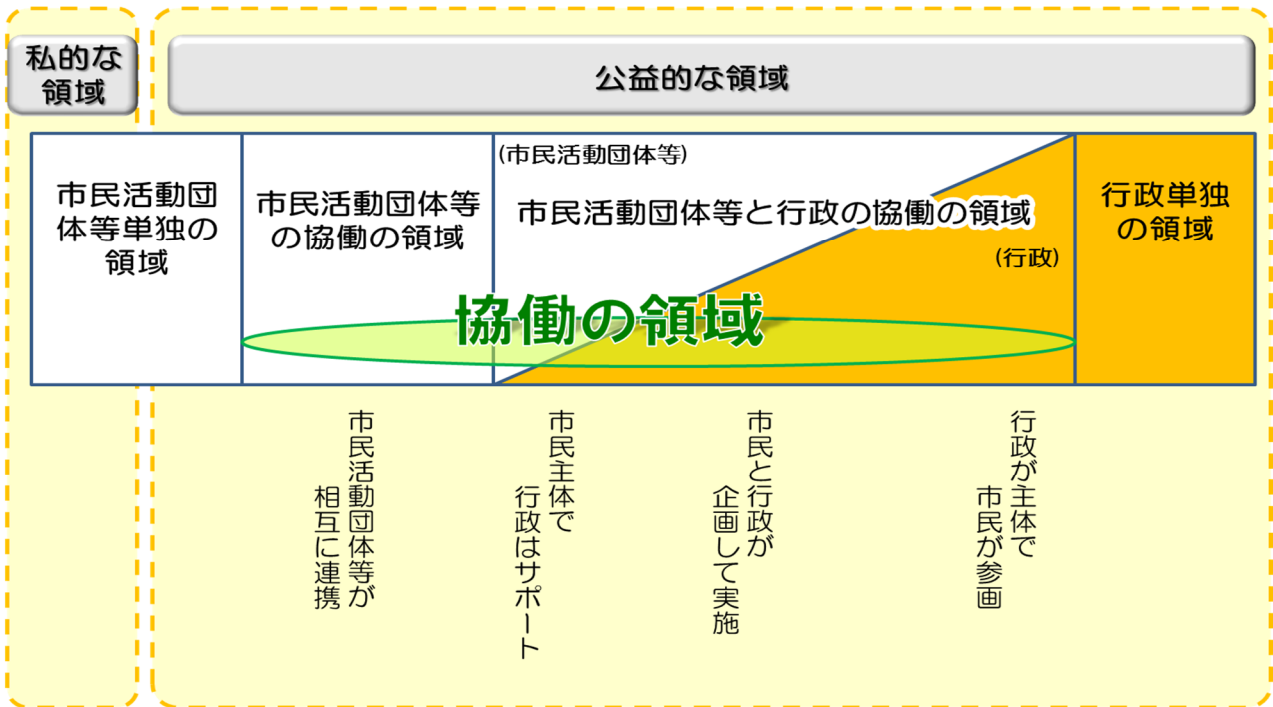 私的な
領域
公益的な領域
市民活動団
体等単独の
領域
市民活動団体等
の協働の領域
(市民活動団体等)
市民活動団体等と行政の協働の領域
(行政)
行政単独
の領域
協働の領域
市民活動団体等が
相互に連携
市民主体で
行政はサポート
市民と行政が
企画して実施
行政が主体で
市民が参画